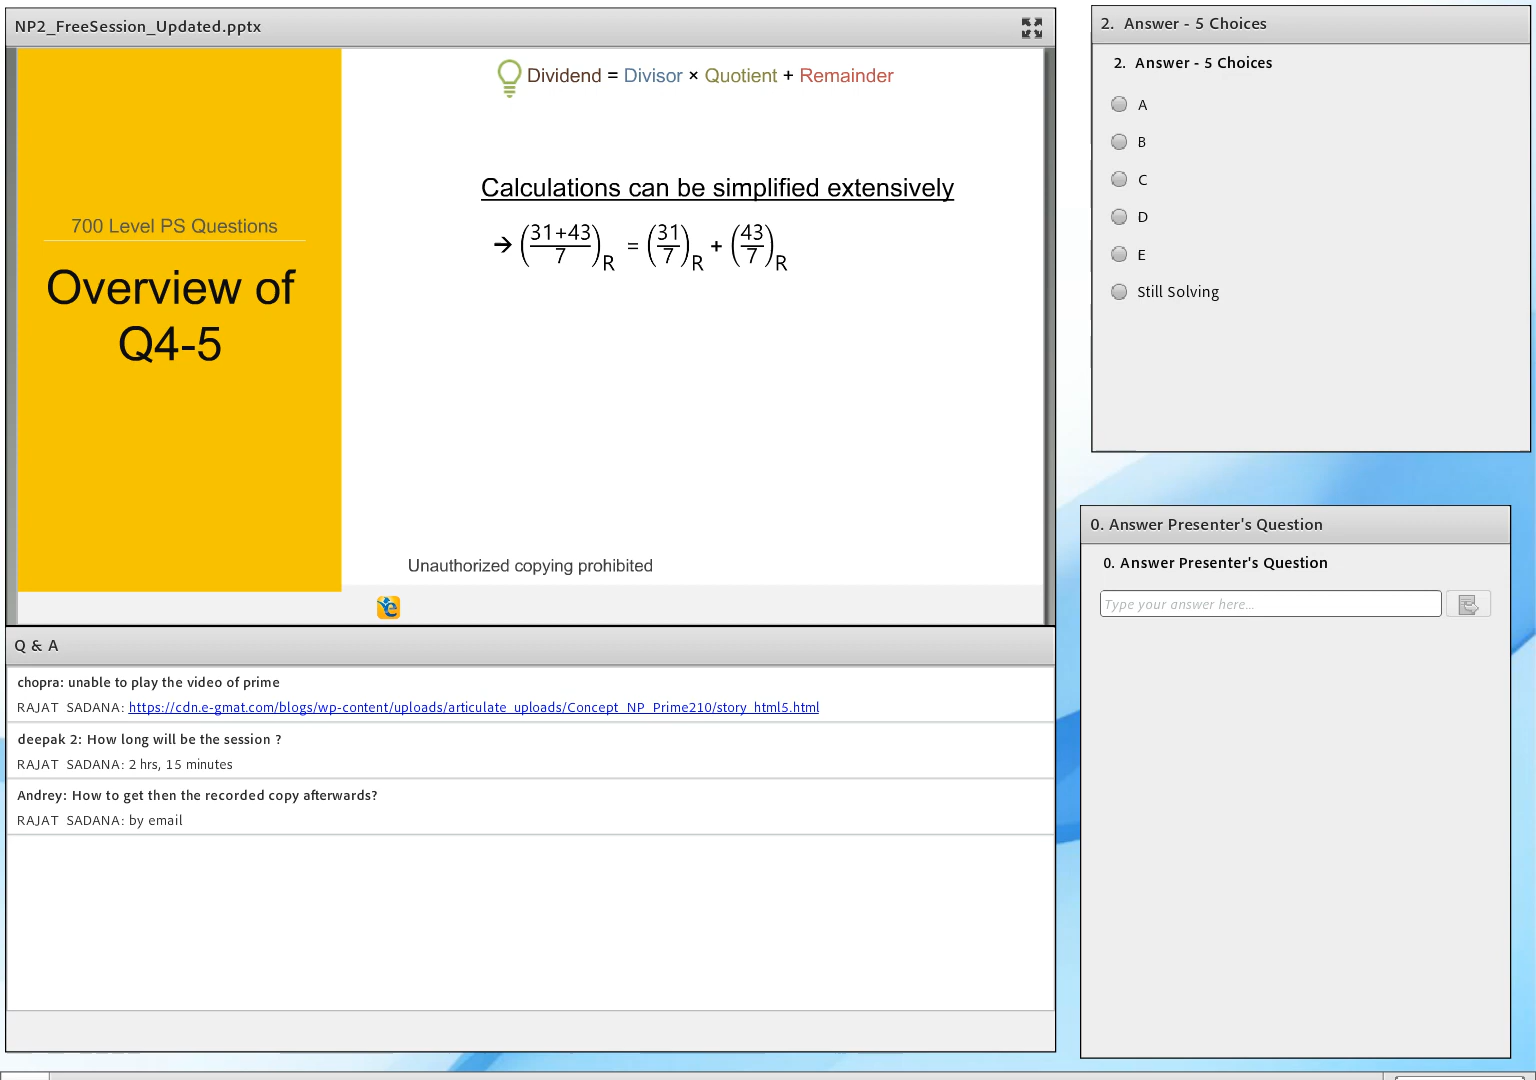 NP2_FreeSession_Updated.pptx
Dividend = Divisor × Quotient + Remainder
700 Level PS Questions
Overview of
Q4-5
Calculations can be simplified extensively
→ (31+43/7)R = (31/7)R + (43/7)R
Unauthorized copying prohibited
Q & A
chopra: unable to play the video of prime
RAJAT SADANA: https://cdn.e-gmat.com/blogs/wp-content/uploads/articulate_uploads/Concept_NP_Prime210/story_html5.html
deepak 2: How long will be the session ?
RAJAT SADANA: 2 hrs, 15 minutes
Andrey: How to get then the recorded copy afterwards?
RAJAT SADANA: by email
2. Answer - 5 Choices
2. Answer - 5 Choices
A
B
C
D
E
Still Solving
0. Answer Presenter's Question
0. Answer Presenter's Question
Type your answer here...